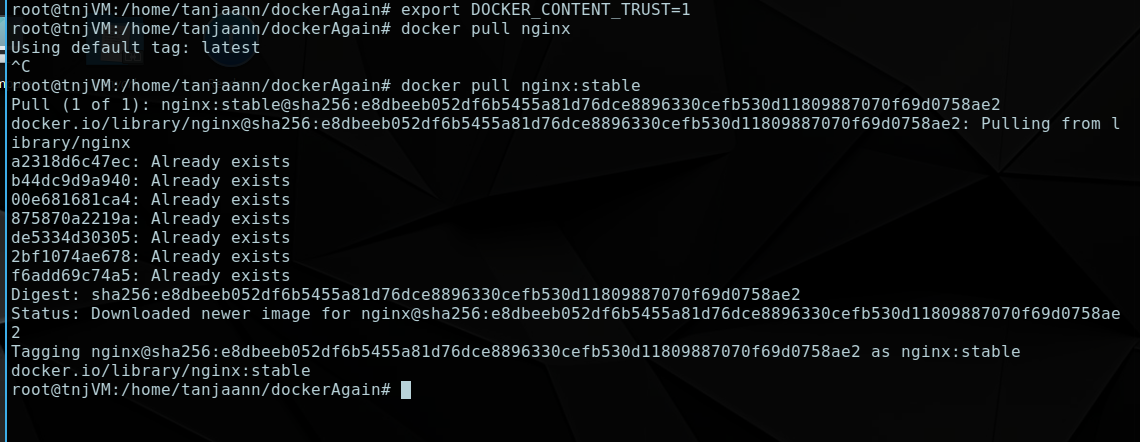 root@tnjVM:/home/tanjaann/dockerAgain# export DOCKER_CONTENT_TRUST=1
root@tnjVM:/home/tanjaann/dockerAgain# docker pull nginx
Using default tag: latest
^C
root@tnjVM:/home/tanjaann/dockerAgain# docker pull nginx:stable
Pull (1 of 1): nginx:stable@sha256:e8dbeeb052df6b5455a81d76dce8896330cefb530d11809887070f69d0758ae2
docker.io/library/nginx@sha256:e8dbeeb052df6b5455a81d76dce8896330cefb530d11809887070f69d0758ae2: Pulling from l
ibrary/nginx
a2318d6c47ec: Already exists
b44dc9d9a940: Already exists
00e681681ca4: Already exists
875870a2219a: Already exists
de5334d30305: Already exists
2bf1074ae678: Already exists
f6add69c74a5: Already exists
Digest: sha256:e8dbeeb052df6b5455a81d76dce8896330cefb530d11809887070f69d0758ae2
Status: Downloaded newer image for nginx@sha256:e8dbeeb052df6b5455a81d76dce8896330cefb530d11809887070f69d0758ae
2
Tagging nginx@sha256:e8dbeeb052df6b5455a81d76dce8896330cefb530d11809887070f69d0758ae2 as nginx:stable
docker.io/library/nginx:stable
root@tnjVM:/home/tanjaann/dockerAgain#